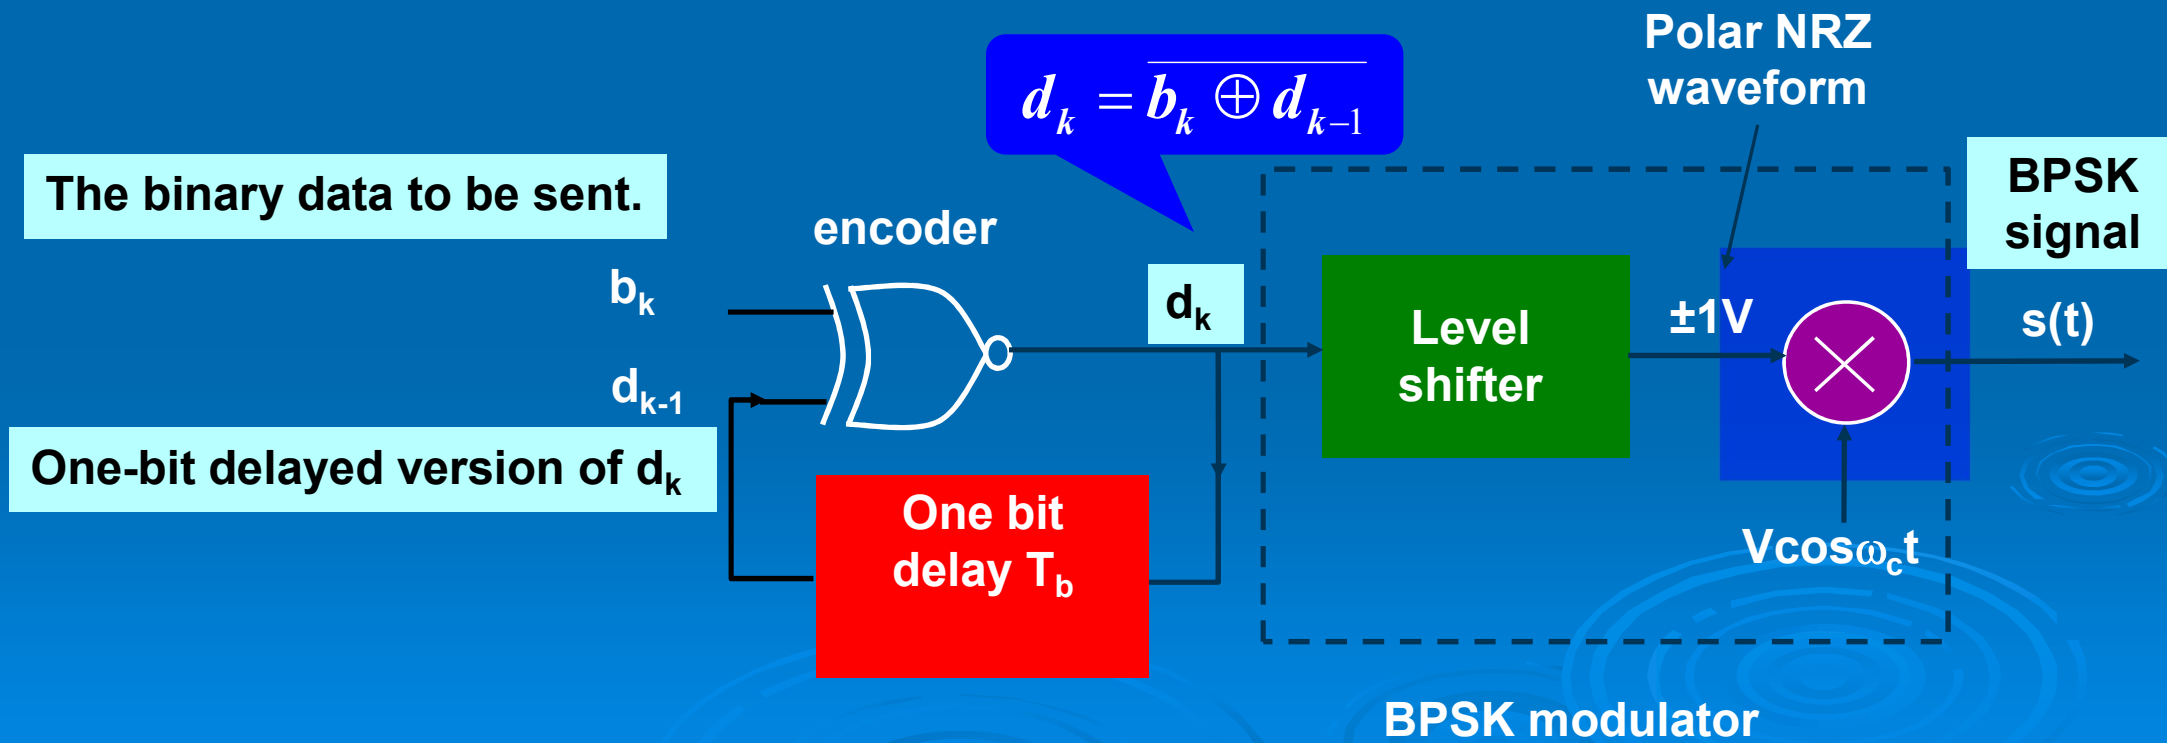 Polar NRZ
waveform
d_k = \overline{b_k ⊕ d_{k-1}}
The binary data to be sent.
BPSK
signal
encoder
b_k
d_k
Level
shifter
±1V
s(t)
d_{k-1}
One-bit delayed version of d_k
One bit
delay T_b
Vcosω_ct
BPSK modulator